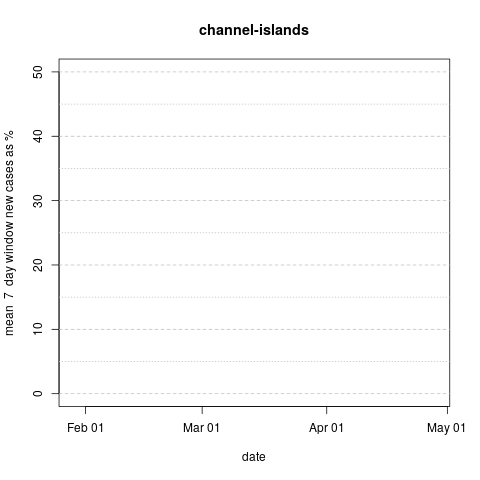 channel-islands
mean  7  day window new cases as %
50
40
30
20
10
0
Feb 01
Mar 01
Apr 01
May 01
date